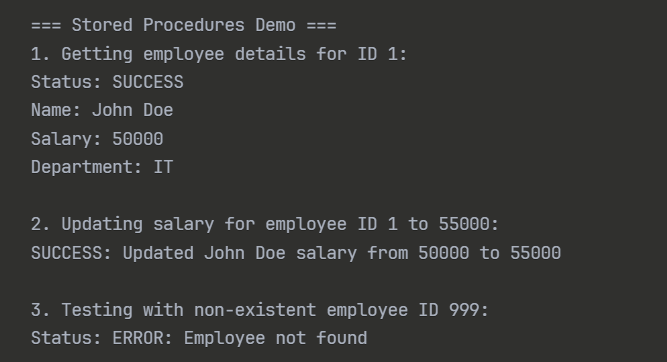 === Stored Procedures Demo ===
1. Getting employee details for ID 1:
Status: SUCCESS
Name: John Doe
Salary: 50000
Department: IT
2. Updating salary for employee ID 1 to 55000:
SUCCESS: Updated John Doe salary from 50000 to 55000
3. Testing with non-existent employee ID 999:
Status: ERROR: Employee not found